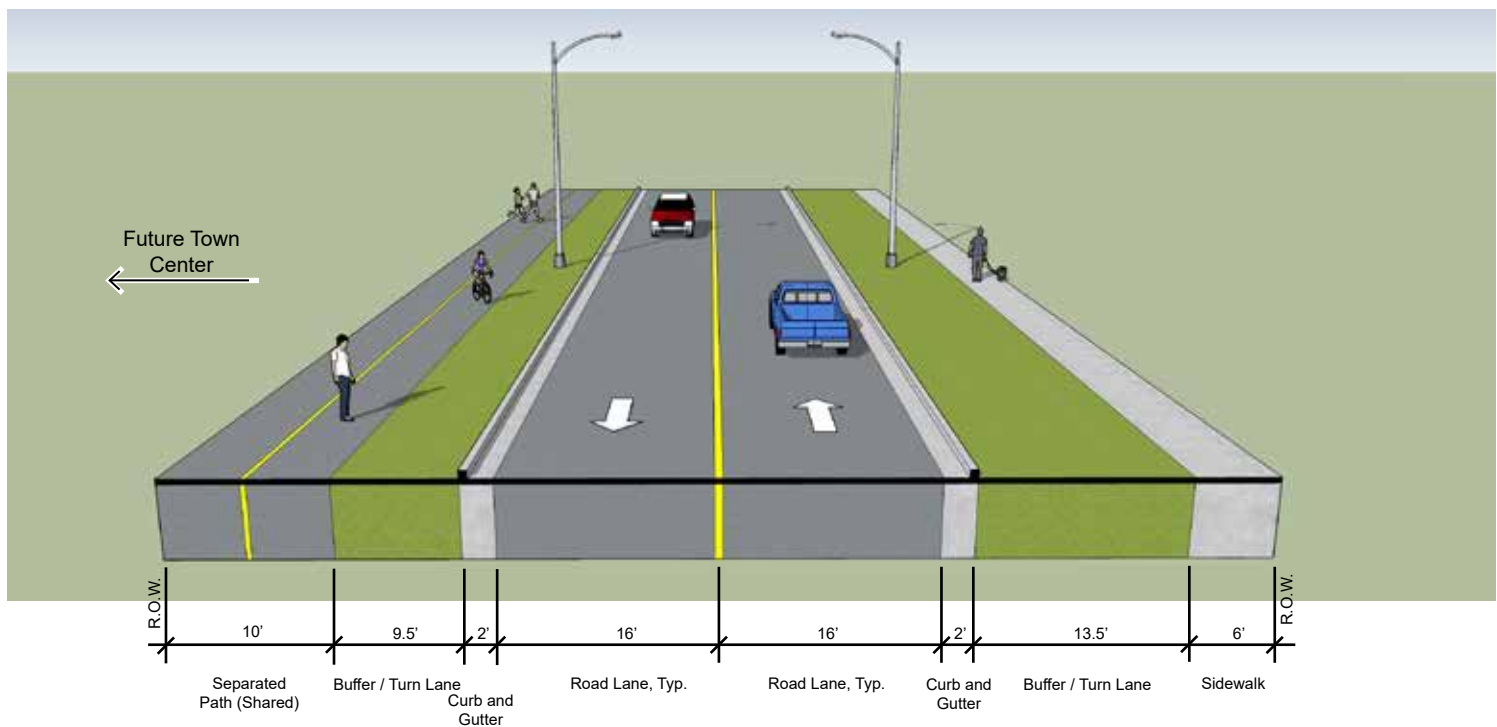 Future Town
Center
R.O.W.
R.O.W.
10’
9.5’
2’
16’
16’
2’
13.5’
6’
Separated
Path (Shared)
Buffer / Turn Lane
Curb and
Gutter
Road Lane, Typ.
Road Lane, Typ.
Curb and
Gutter
Buffer / Turn Lane
Sidewalk